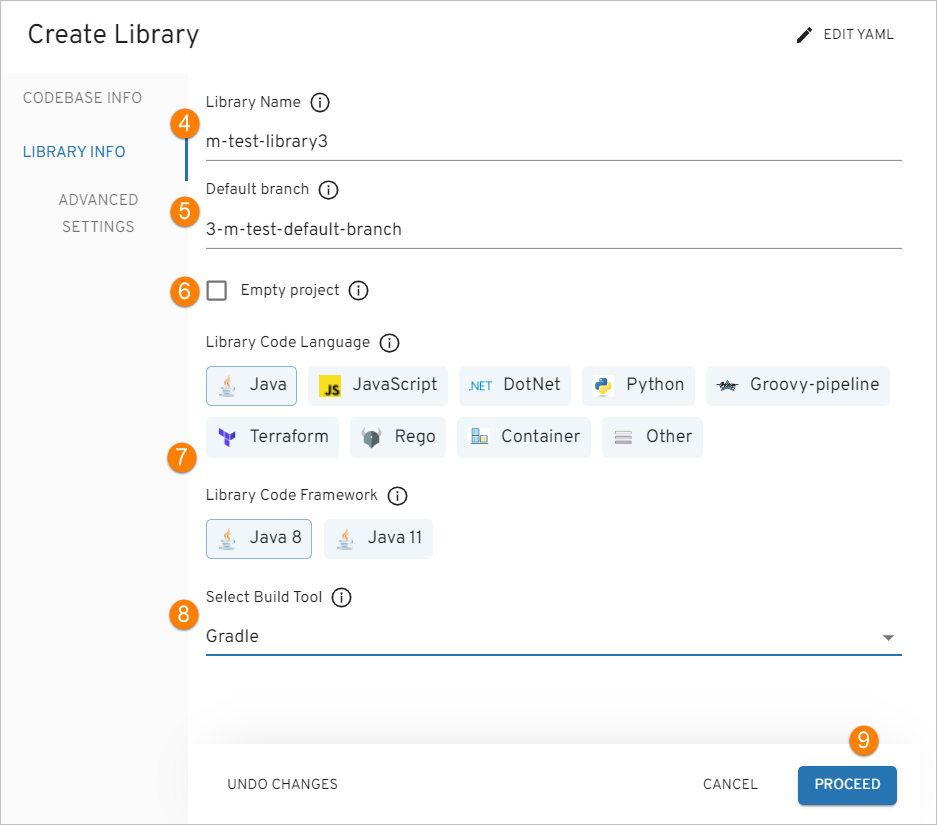 Create Library
EDIT YAML
CODEBASE INFO
LIBRARY INFO
ADVANCED
SETTINGS
4
Library Name
m-test-library3
5
Default branch
3-m-test-default-branch
6
Empty project
Library Code Language
Java JS JavaScript .NET DotNet Python Groovy-pipeline
Terraform Rego Container Other
7
Library Code Framework
Java 8 Java 11
8
Select Build Tool
Gradle
9
UNDO CHANGES CANCEL PROCEED